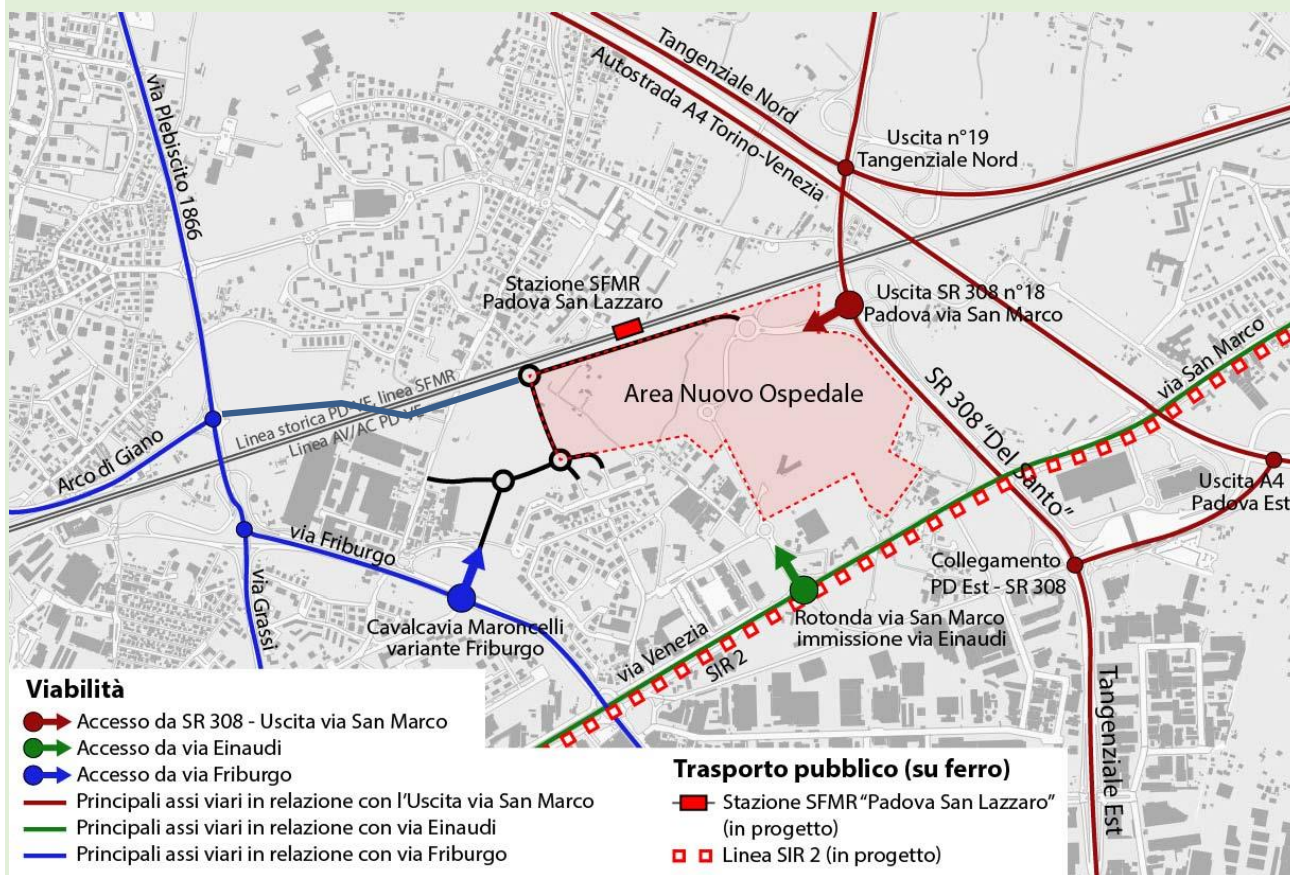 via Plebiscito 1866
Tangenziale Nord
Autostrada A4 Torino-Venezia
Uscita n°19
Tangenziale Nord
Stazione SFMR
Padova San Lazzaro
Uscita SR 308 n°18
Padova via San Marco
via San Marco
Area Nuovo Ospedale
SR 308 "Del Santo"
Linea storica PD-VE, linea SFMR
Linea AV/AC PD-VE
Arco di Giano
Uscita A4
Padova Est
via Friburgo
via Grassi
Collegamento
PD Est - SR 308
Cavalcavia Maroncelli
variante Friburgo
Rotonda via San Marco
immissione via Einaudi
via Venezia
SIR 2
Tangenziale Est
Viabilità
Accesso da SR 308 - Uscita via San Marco
Accesso da via Einaudi
Accesso da via Friburgo
Principali assi viari in relazione con l'Uscita via San Marco
Principali assi viari in relazione con via Einaudi
Principali assi viari in relazione con via Friburgo
Trasporto pubblico (su ferro)
Stazione SFMR "Padova San Lazzaro"
(in progetto)
Linea SIR 2 (in progetto)